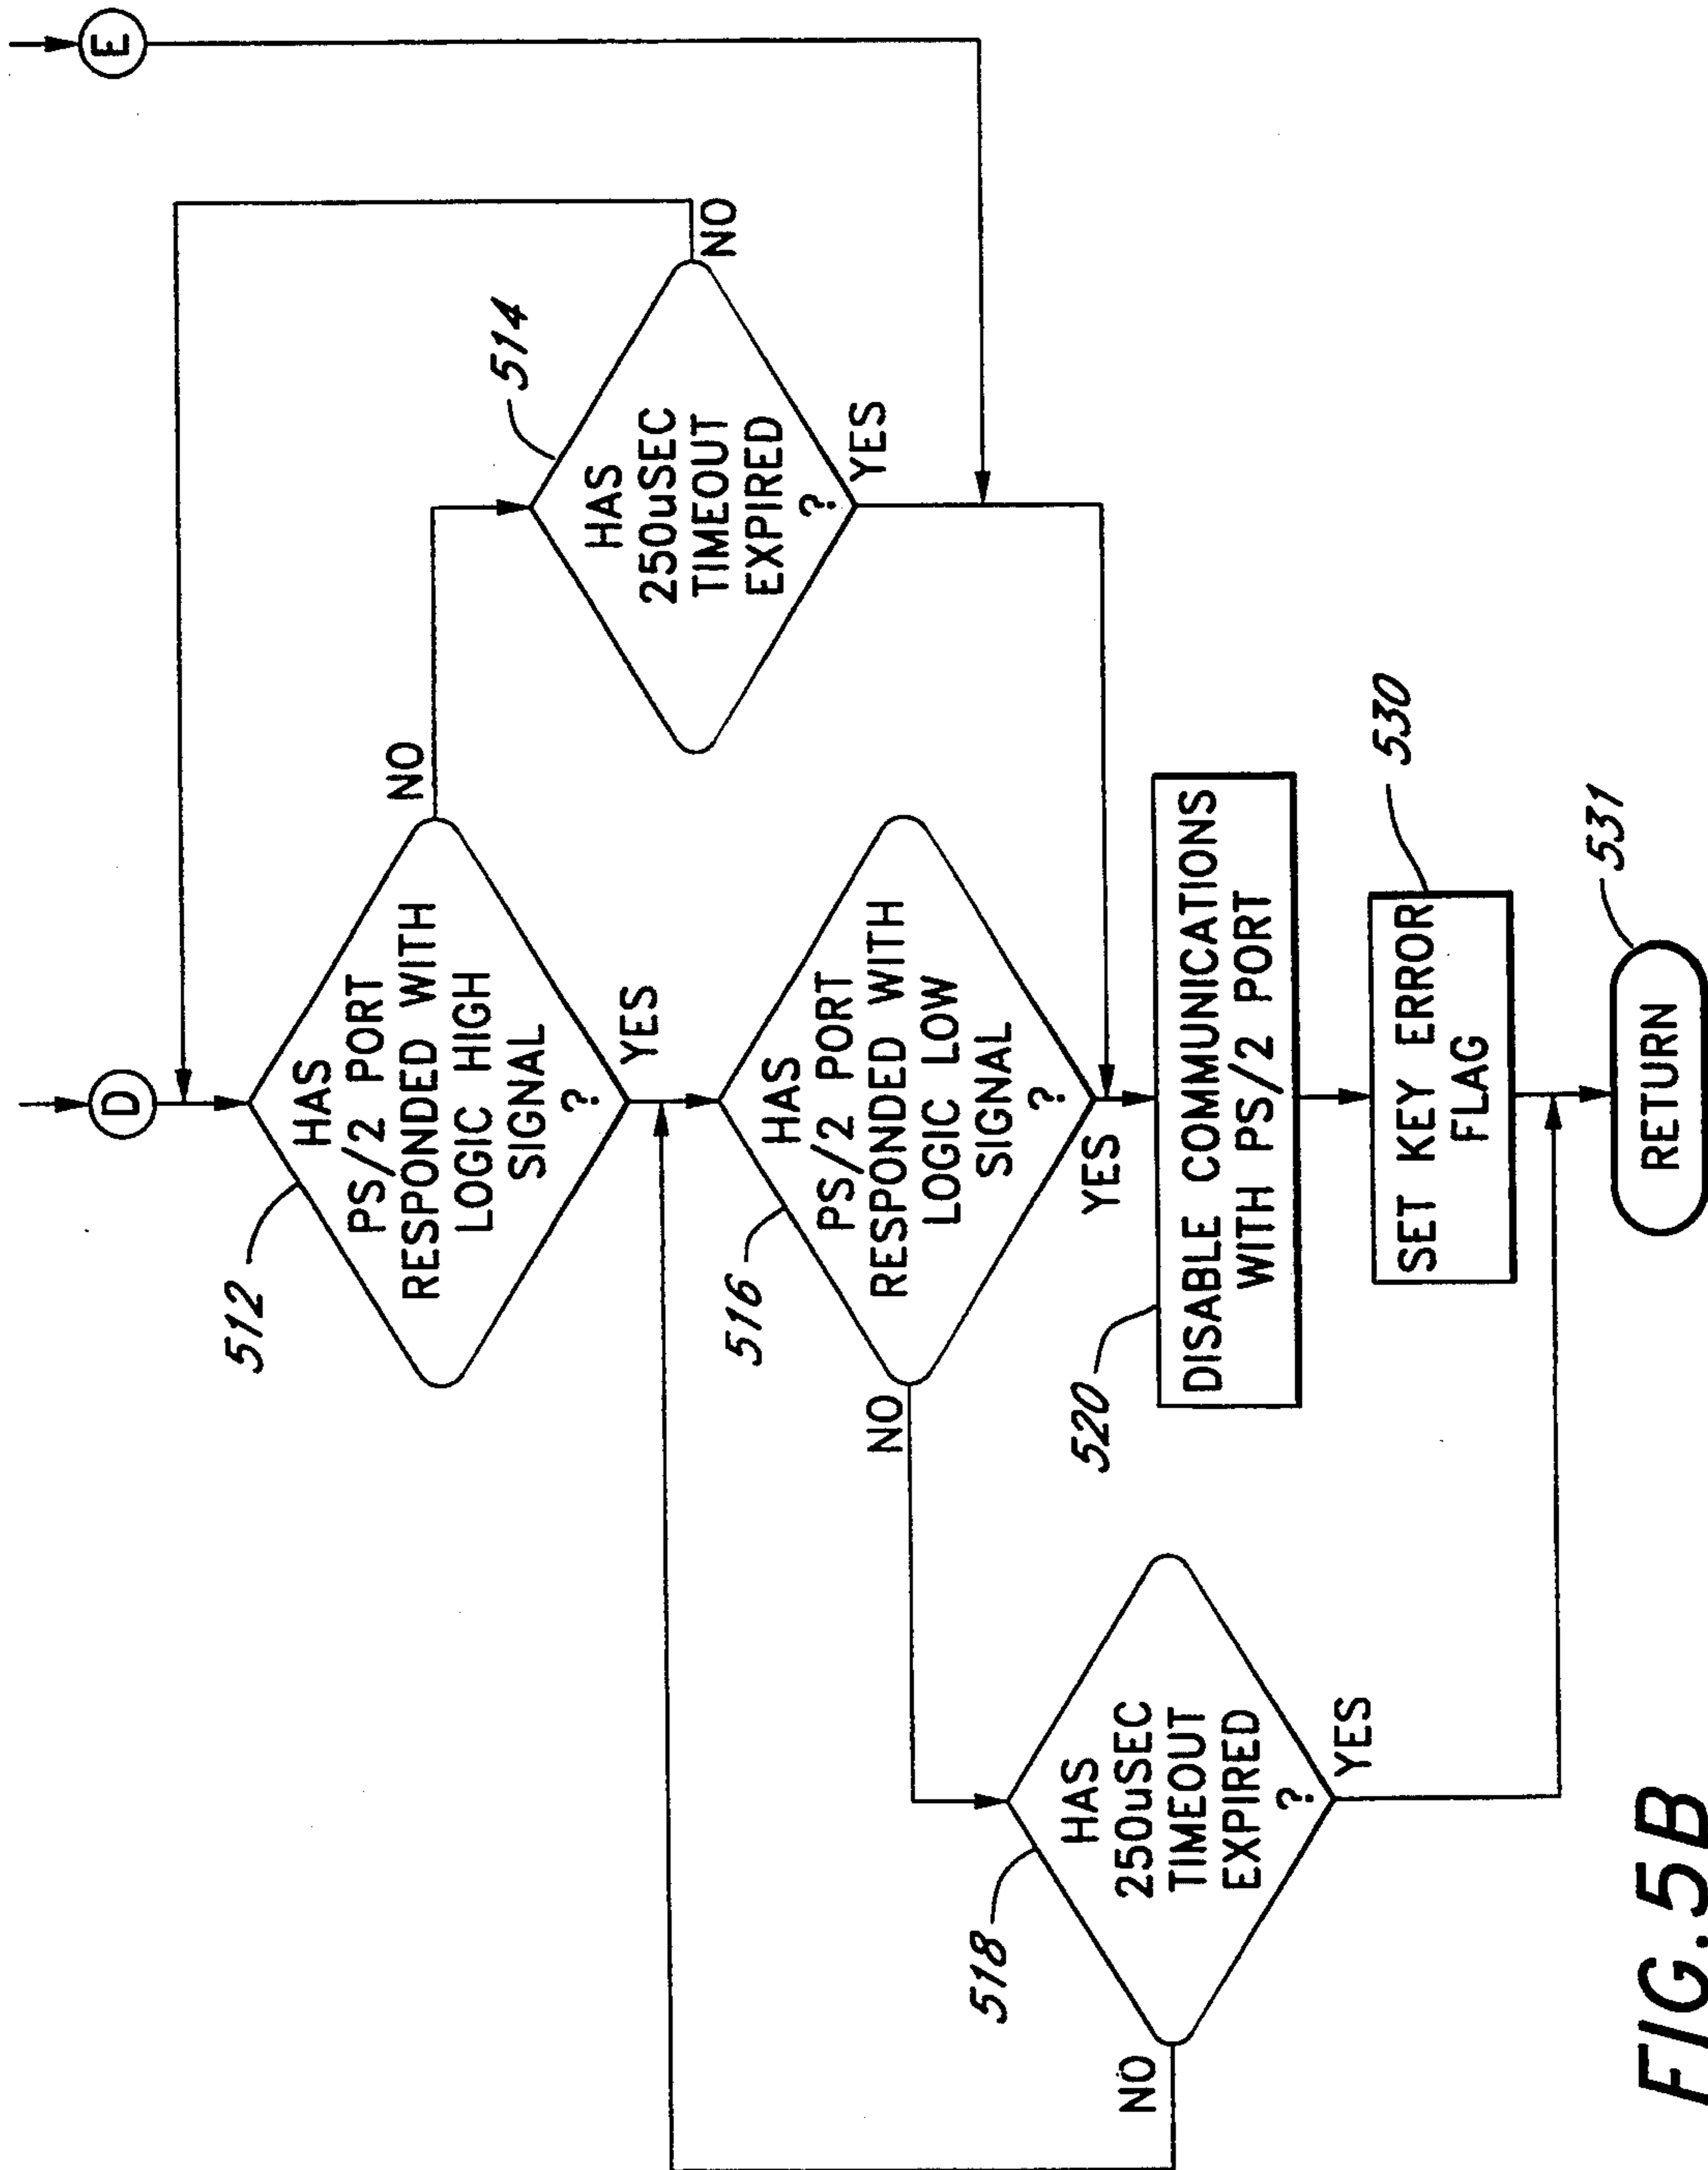 D
E
HAS
PS/2 PORT
RESPONDED WITH
LOGIC HIGH
SIGNAL
?
512
NO
YES
HAS
250uSEC
TIMEOUT
EXPIRED
?
514
NO
YES
HAS
PS/2 PORT
RESPONDED WITH
LOGIC LOW
SIGNAL
?
516
NO
YES
HAS
250uSEC
TIMEOUT
EXPIRED
?
518
NO
YES
DISABLE COMMUNICATIONS
WITH PS/2 PORT
520
SET KEY ERROR
FLAG
530
RETURN
531
FIG.5B